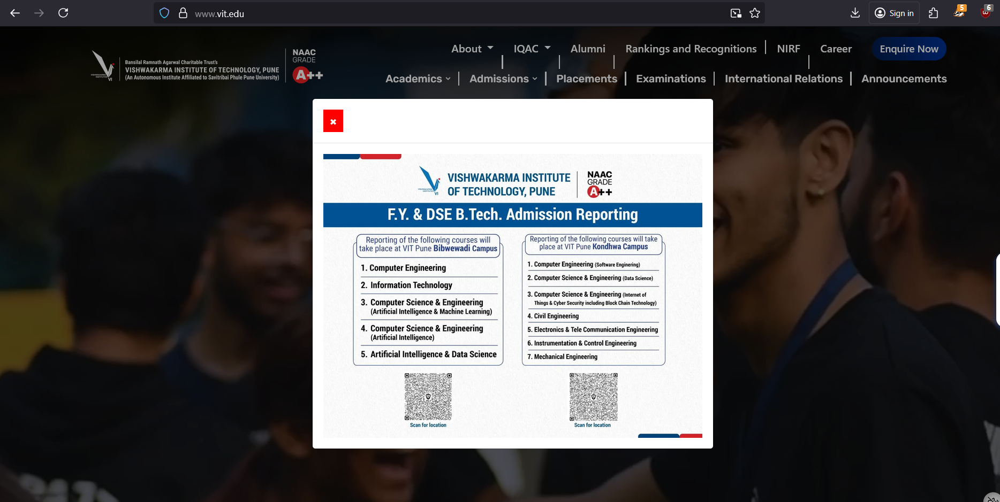 www.vit.edu
5
6
Sign in
About
IQAC
Alumni
Rankings and Recognitions
NIRF
Career
Enquire Now
Bansilal Ramnath Agarwal Charitable Trust's
VISHWAKARMA INSTITUTE OF TECHNOLOGY, PUNE
(An Autonomous Institute Affiliated to Savitribai Phule Pune University)
NAAC
GRADE
A++
Academics
Admissions
Placements
Examinations
International Relations
Announcements
VISHWAKARMA INSTITUTE
OF TECHNOLOGY, PUNE
NAAC
GRADE
A++
F.Y. & DSE B.Tech. Admission Reporting
Reporting of the following courses will
take place at VIT Pune Bibwewadi Campus
1. Computer Engineering
2. Information Technology
3. Computer Science & Engineering
(Artificial Intelligence & Machine Learning)
4. Computer Science & Engineering
(Artificial Intelligence)
5. Artificial Intelligence & Data Science
Scan for location
Reporting of the following courses will take
place at VIT Pune Kondhwa Campus
1. Computer Engineering (Software Enginering)
2. Computer Science & Engineering (Data Science)
3. Computer Science & Engineering (Internet of
Things & Cyber Security including Block Chain Technology)
4. Civil Engineering
5. Electronics & Tele Communication Engineering
6. Instrumentation & Control Engineering
7. Mechanical Engineering
Scan for location